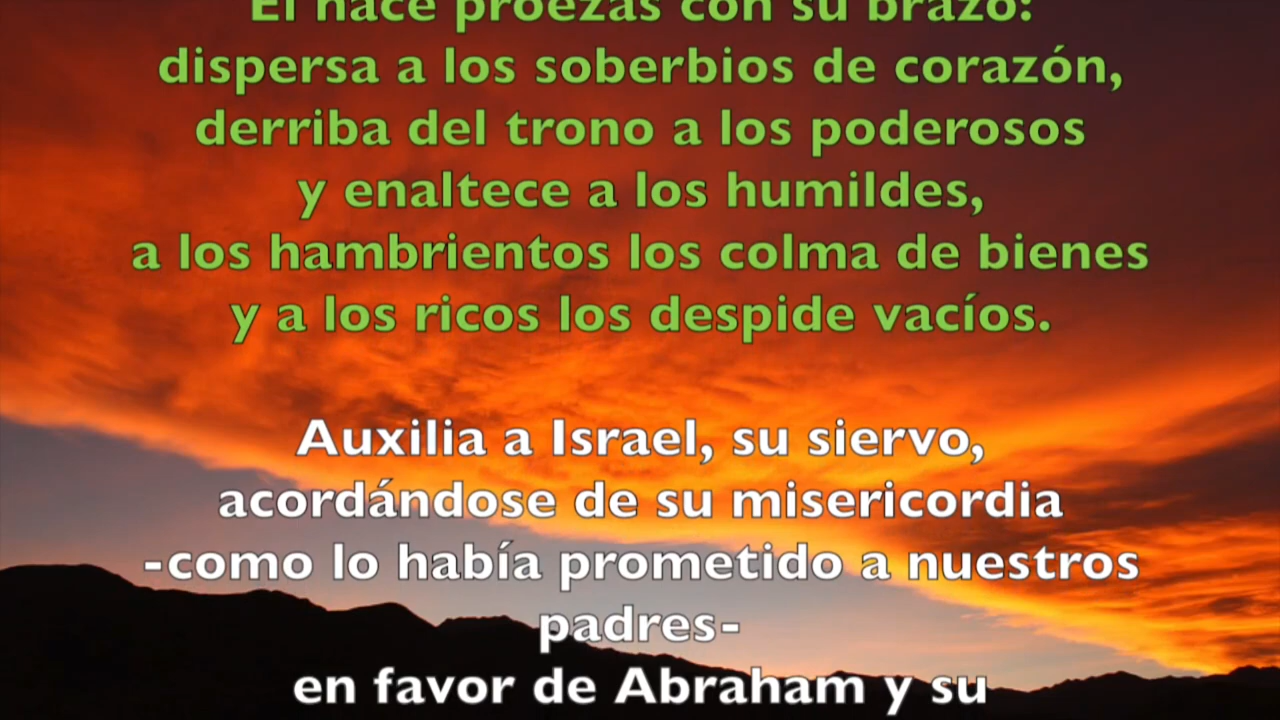 El hace proezas con su brazo:
dispersa a los soberbios de corazón,
derriba del trono a los poderosos
y enaltece a los humildes,
a los hambrientos los colma de bienes
y a los ricos los despide vacíos.
Auxilia a Israel, su siervo,
acordándose de su misericordia
-como lo había prometido a nuestros
padres-
en favor de Abraham y su